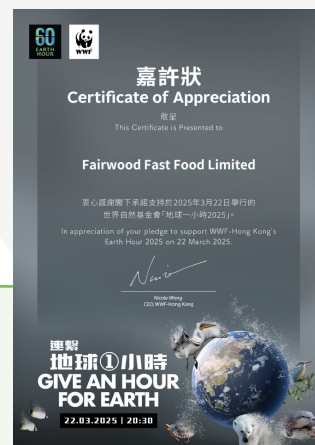 60
EARTH
HOUR
WWF
嘉許狀
Certificate of Appreciation
敬呈
This Certificate is Presented to
Fairwood Fast Food Limited
衷心感謝閣下承諾支持於2025年3月22日舉行的
世界自然基金會「地球一小時2025」。
In appreciation of your pledge to support WWF-Hong Kong's
Earth Hour 2025 on 22 March 2025.
Nicole Wong
CEO, WWF-Hong Kong
連繫
地球①小時
GIVE AN HOUR
FOR EARTH
22.03.2025 | 20:30